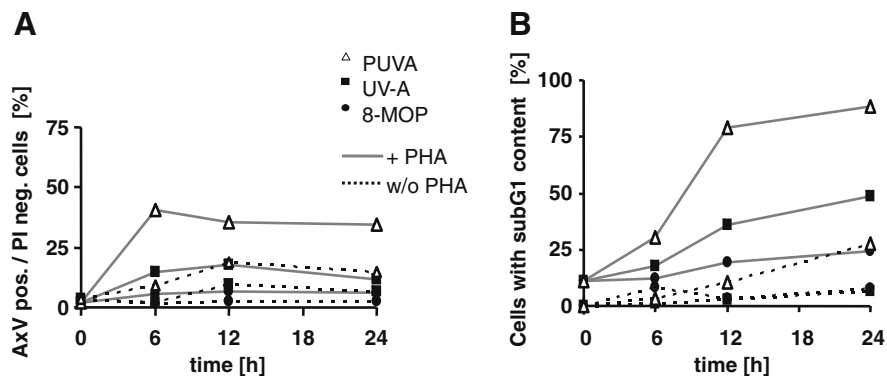 A
AxV pos. / PI neg. cells [%]
75
50
25
0
0 6 12 24
time [h]
PUVA
UV-A
8-MOP
+ PHA
w/o PHA
B
Cells with subG1 content [%]
100
75
50
25
0
0 6 12 18 24
time [h]